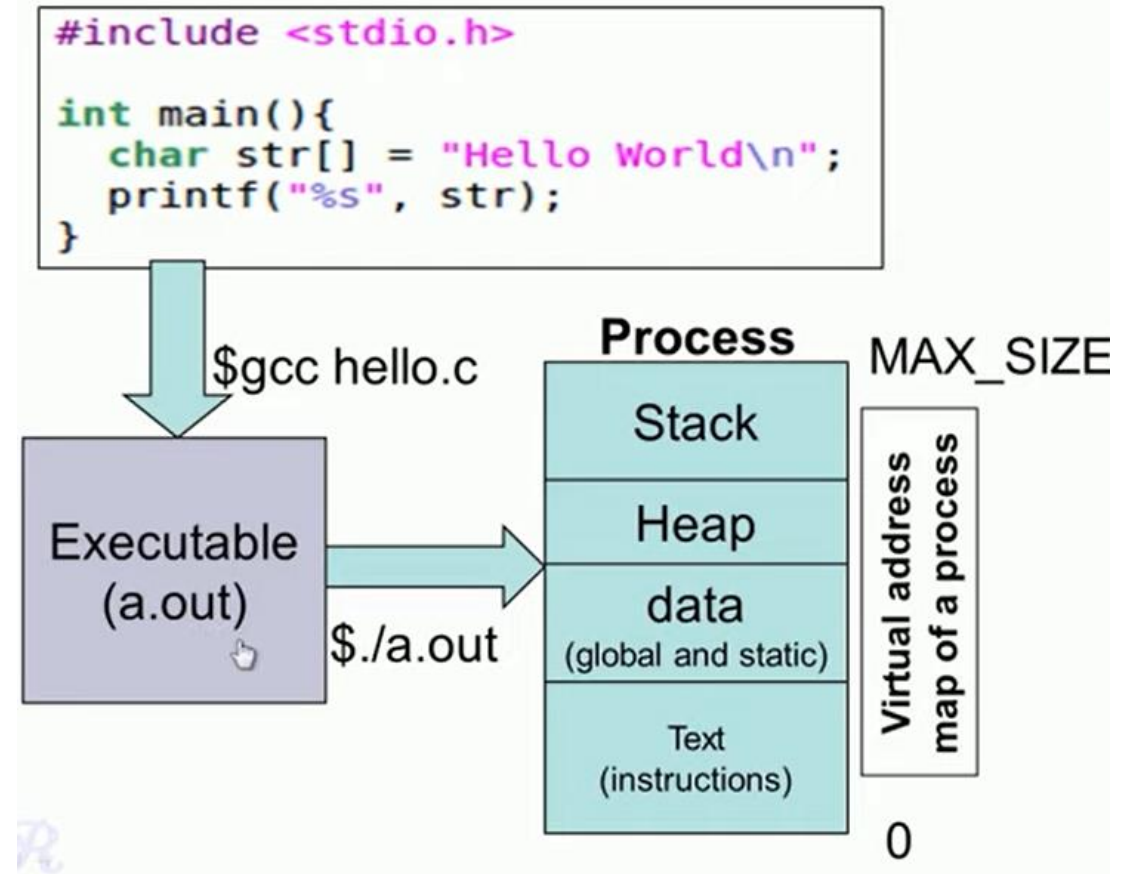 #include <stdio.h>
int main(){
char str[] = "Hello World\n";
printf("%s", str);
}
$gcc hello.c
Executable
(a.out)
$./a.out
Process
MAX_SIZE
Stack
Heap
data
(global and static)
Text
(instructions)
Virtual address
map of a process
0